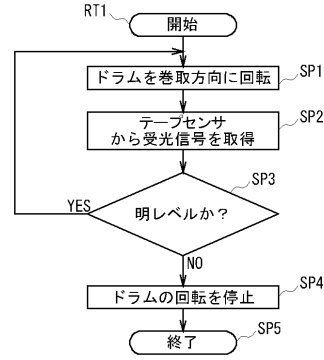 RT1
開始
ドラムを巻取方向に回転
SP1
テープセンサ
から受光信号を取得
SP2
SP3
明レベルか？
YES
NO
ドラムの回転を停止
SP4
終了
SP5